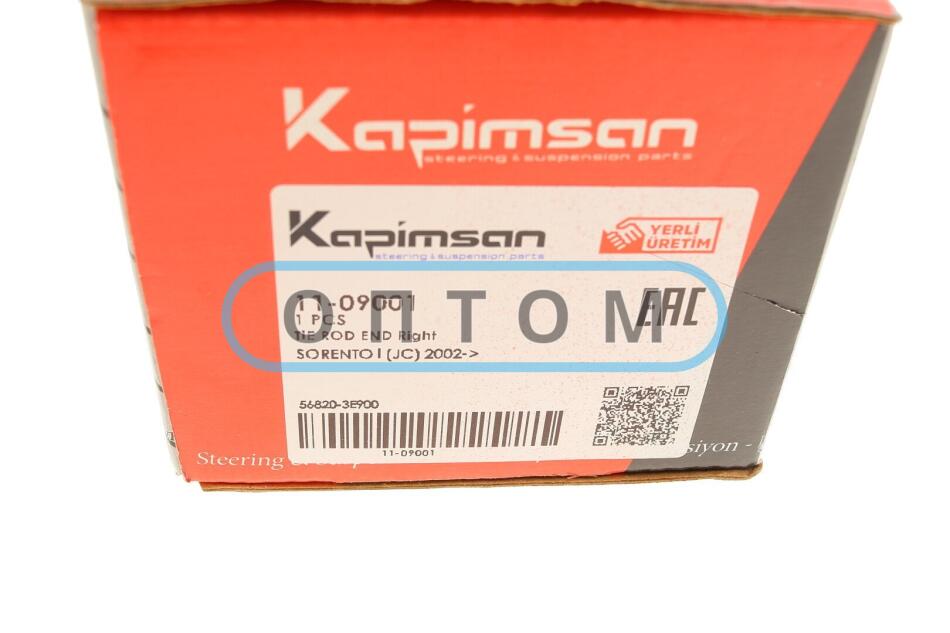 Kapimsan
steering & suspension parts
Kapimsan
steering & suspension parts
YERLİ
ÜRETİM
11-09001
1 PCS
TIE ROD END Right
SORENTO I (JC) 2002->
EAC
ОПТОМ
56820-3E900
11-09001
Steering
siyon -